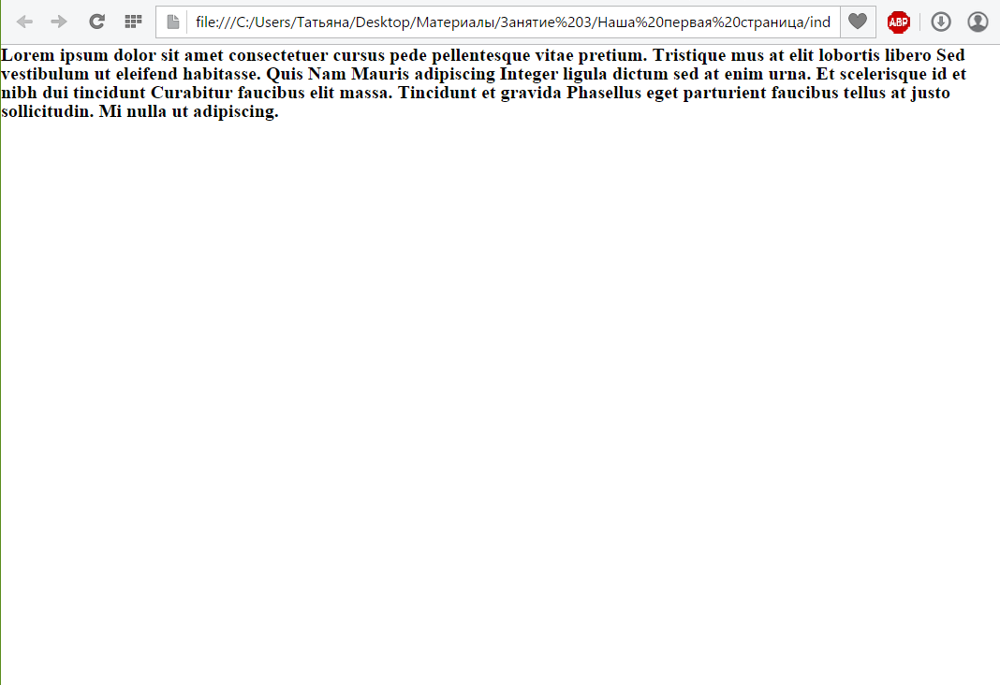 file:///C:/Users/Татьяна/Desktop/Материалы/Занятие%203/Наша%20первая%20страница/ind
ABP
Lorem ipsum dolor sit amet consectetuer cursus pede pellentesque vitae pretium. Tristique mus at elit lobortis libero Sed
vestibulum ut eleifend habitasse. Quis Nam Mauris adipiscing Integer ligula dictum sed at enim urna. Et scelerisque id et
nibh dui tincidunt Curabitur faucibus elit massa. Tincidunt et gravida Phasellus eget parturient faucibus tellus at justo
sollicitudin. Mi nulla ut adipiscing.